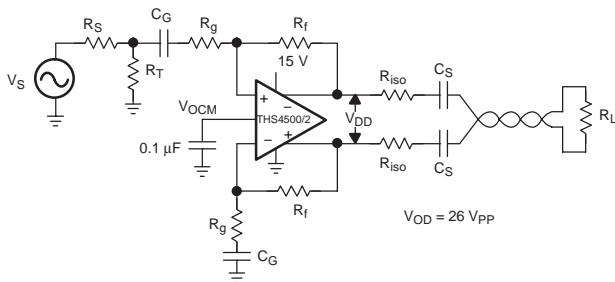 C_G
R_S
R_g
R_f
V_S
R_T
15 V
R_iso
C_S
V_OCM
+
−
THS4500/2
V_DD
R_L
−
+
0.1 μF
R_iso
C_S
R_f
R_g
V_OD = 26 V_PP
C_G